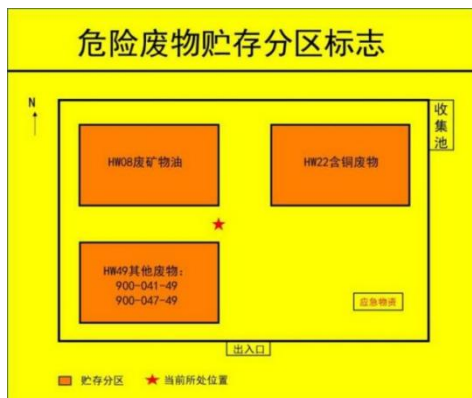 危险废物贮存分区标志
N
收集池
HW08废矿物油
HW22含铜废物
HW49其他废物：
900-041-49
900-047-49
应急物资
出入口
贮存分区
当前所处位置